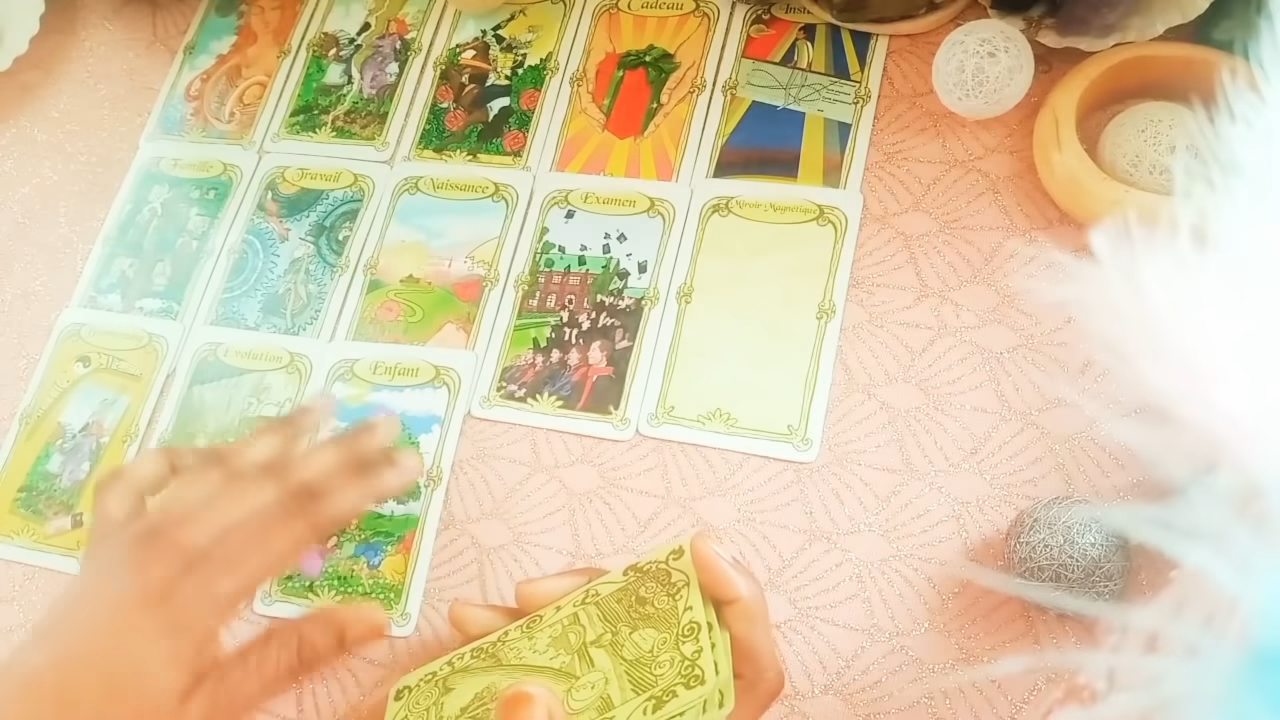 Cadeau
Famille
Travail
Naissance
Examen
Miroir Magnétique
Evolution
Enfant